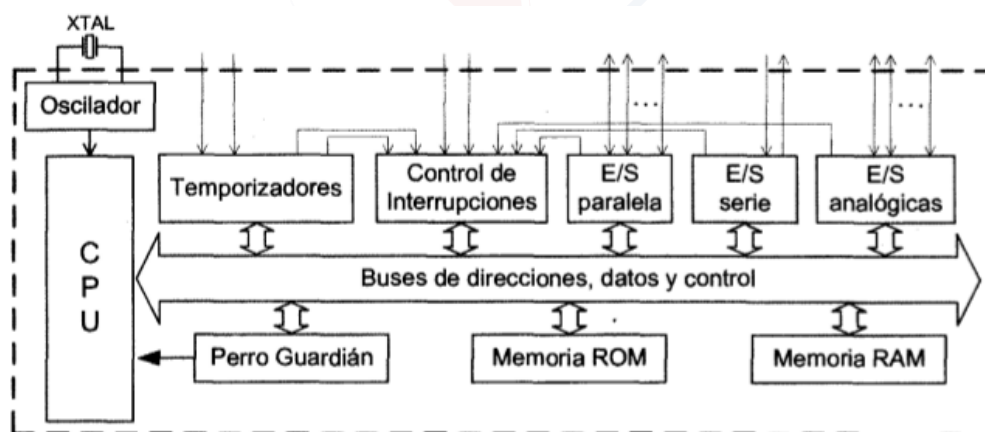 XTAL
Oscilador
Temporizadores
Control de
Interrupciones
E/S
paralela
E/S
serie
E/S
analógicas
...
...
C
P
U
Buses de direcciones, datos y control
Perro Guardián
Memoria ROM
Memoria RAM